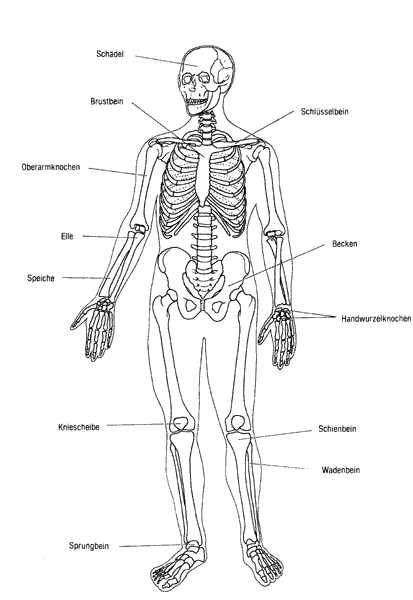 Schädel
Brustbein
Schlüsselbein
Oberarmknochen
Elle
Becken
Speiche
Handwurzelknochen
Kniescheibe
Schienbein
Wadenbein
Sprungbein